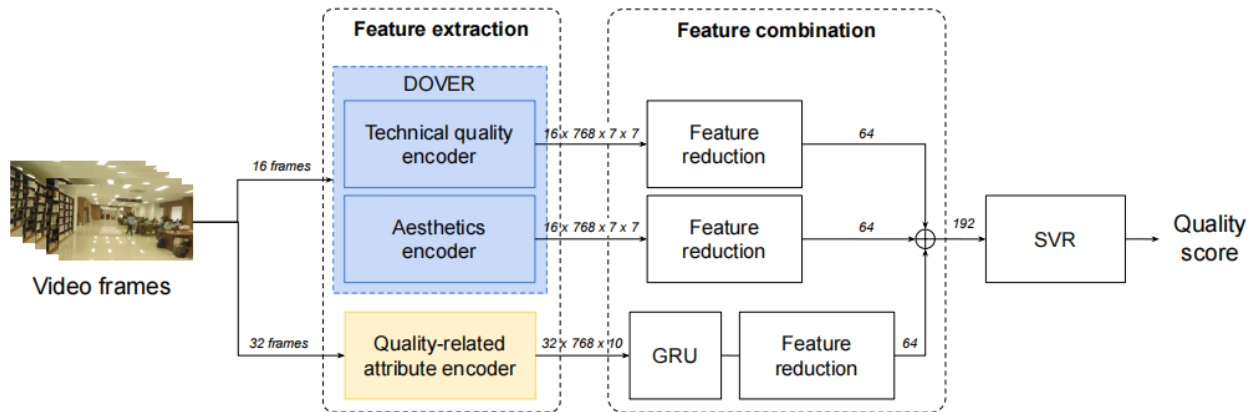 Feature extraction
Feature combination
DOVER
Technical quality
encoder
16 x 768 x 7 x 7
Feature
reduction
64
16 frames
Aesthetics
encoder
16 x 768 x 7 x 7
Feature
reduction
64
192
SVR
Quality
score
Video frames
32 frames
Quality-related
attribute encoder
32 x 768 x 10
GRU
Feature
reduction
64